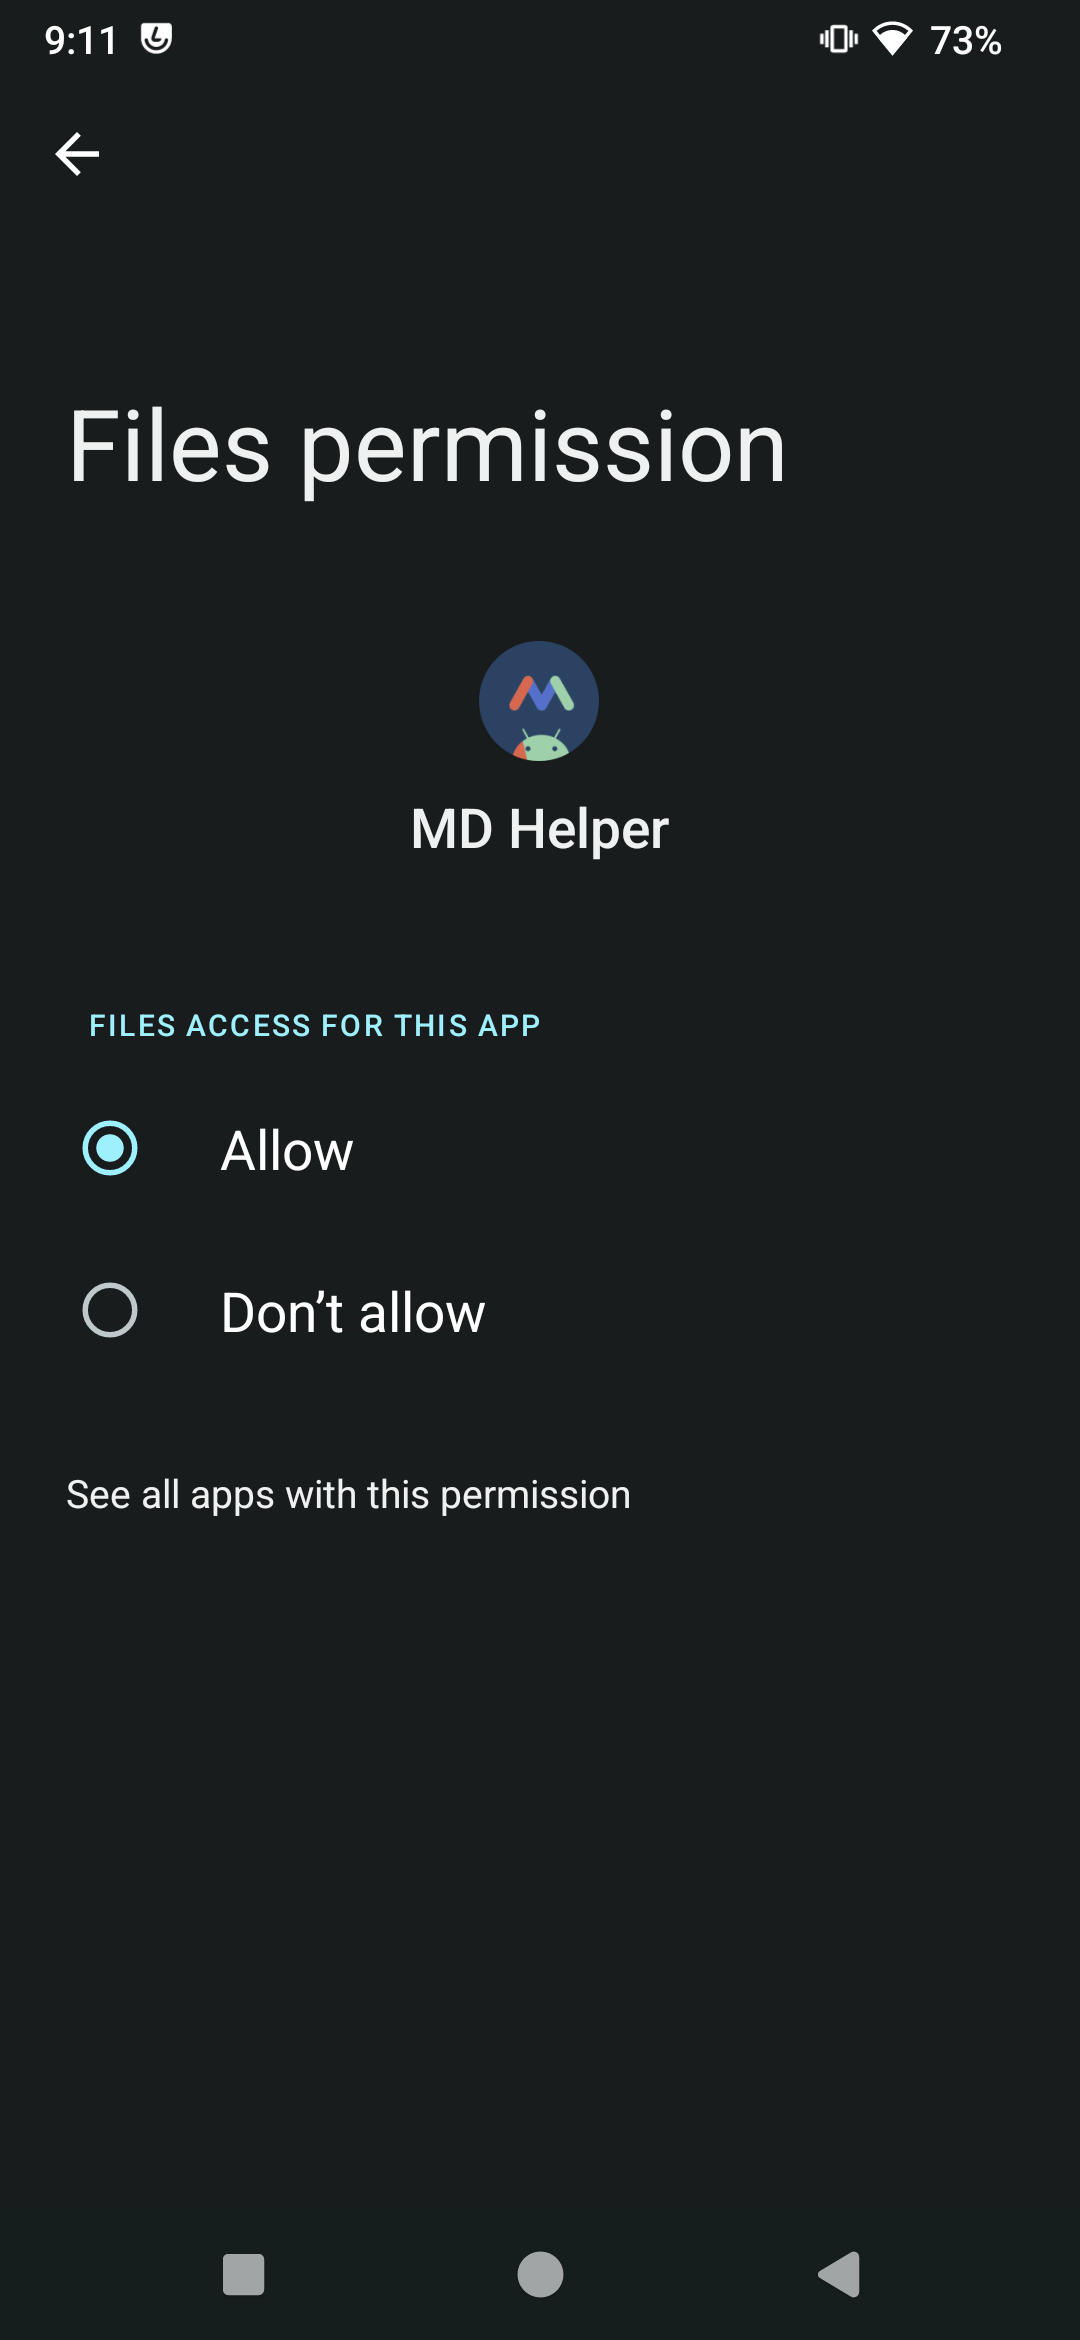 9:11
73%
Files permission
MD Helper
FILES ACCESS FOR THIS APP
Allow
Don’t allow
See all apps with this permission